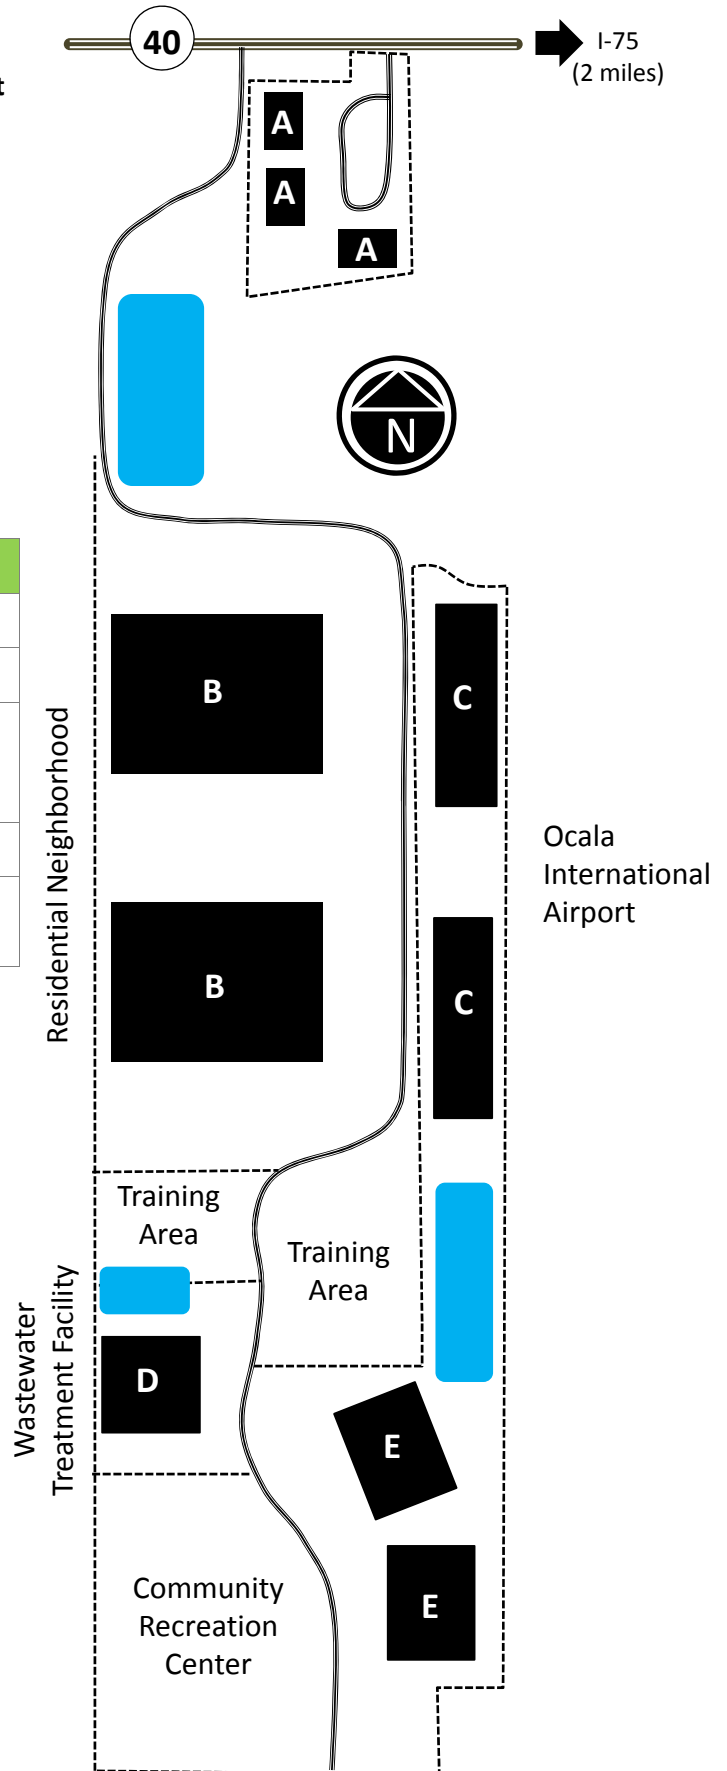 40
I-75
(2 miles)
t
A
A
A
N
B
C
Residential Neighborhood
Ocala
International
Airport
B
C
Training
Area
Training
Area
Wastewater
Treatment Facility
D
E
Community
Recreation
Center
E